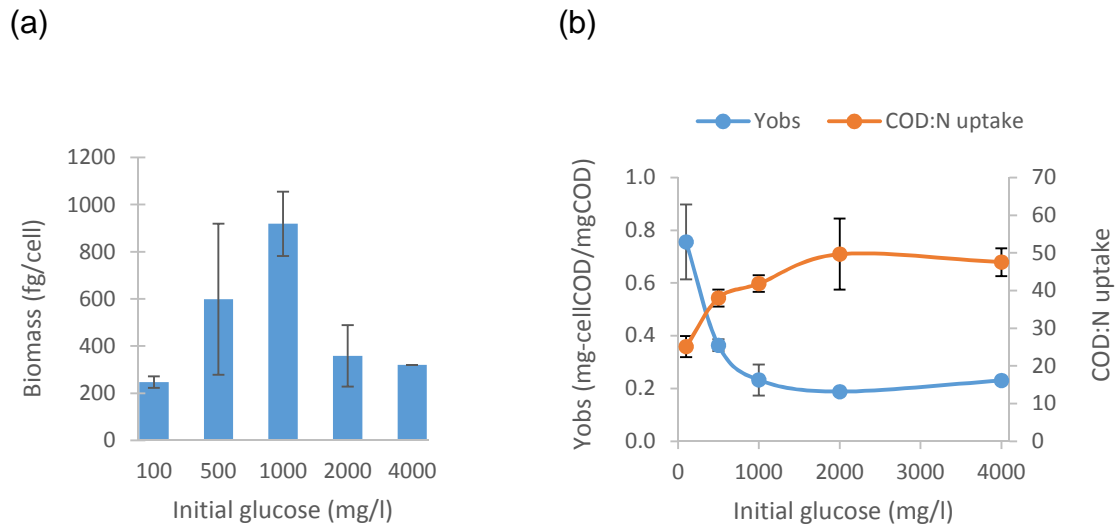 (a)
1200
1000
800
600
400
200
0
Biomass (fg/cell)
100 500 1000 2000 4000
Initial glucose (mg/l)
(b)
Yobs COD:N uptake
1.0
0.8
0.6
0.4
0.2
0.0
Yobs (mg-cellCOD/mgCOD)
70
60
50
40
30
20
10
0
COD:N uptake
0 1000 2000 3000 4000
Initial glucose (mg/l)